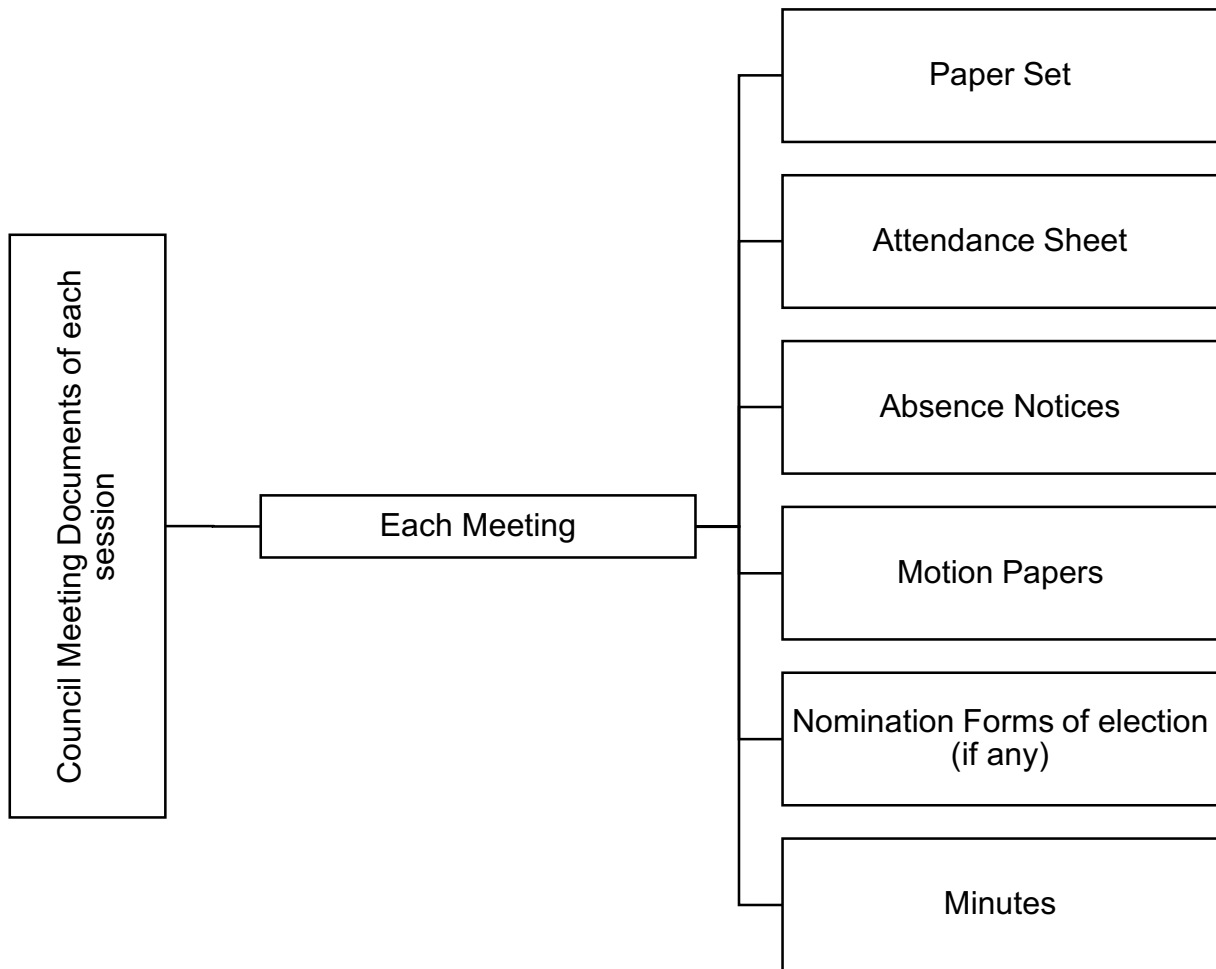 Council Meeting Documents of each
session
Each Meeting
Paper Set
Attendance Sheet
Absence Notices
Motion Papers
Nomination Forms of election
(if any)
Minutes